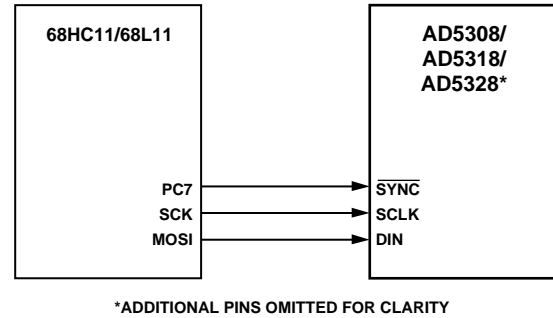 68HC11/68L11
AD5308/
AD5318/
AD5328*
PC7
SYNC
SCK
SCLK
MOSI
DIN
*ADDITIONAL PINS OMITTED FOR CLARITY